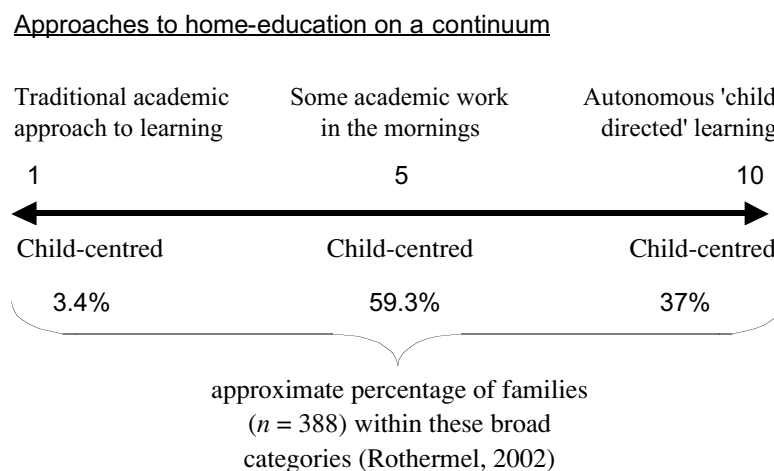 Approaches to home-education on a continuum
Traditional academic approach to learning
Some academic work in the mornings
Autonomous 'child directed' learning
1 5 10
Child-centred Child-centred Child-centred
3.4% 59.3% 37%
approximate percentage of families
(n = 388) within these broad
categories (Rothermel, 2002)